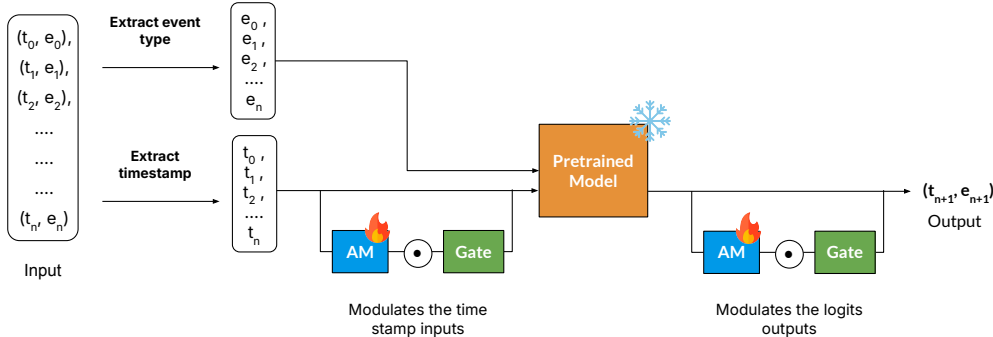 (t₀, e₀),
(t₁, e₁),
(t₂, e₂),
....
....
....
(tₙ, eₙ)
Input
Extract event
type
Extract
timestamp
e₀ ,
e₁ ,
e₂ ,
....
eₙ
t₀ ,
t₁ ,
t₂ ,
....
tₙ
AM
Gate
Modulates the time
stamp inputs
Pretrained
Model
AM
Gate
Modulates the logits
outputs
(tₙ₊₁, eₙ₊₁)
Output